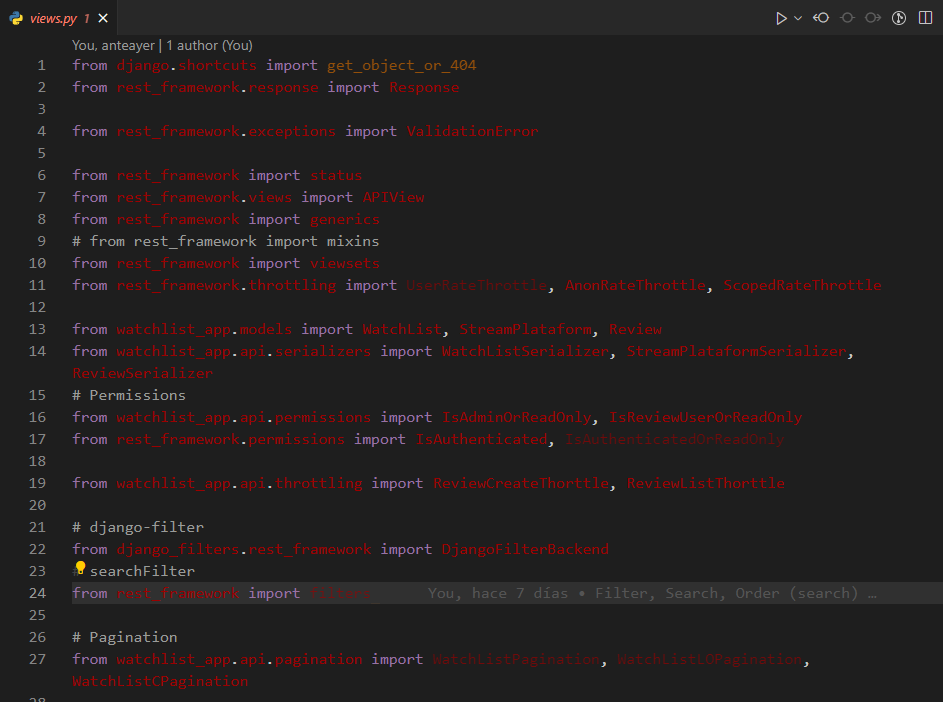 views.py 1
You, anteayer | 1 author (You)
1 from django.shortcuts import get_object_or_404
2 from rest_framework.response import Response
3
4 from rest_framework.exceptions import ValidationError
5
6 from rest_framework import status
7 from rest_framework.views import APIView
8 from rest_framework import generics
9 # from rest_framework import mixins
10 from rest_framework import viewsets
11 from rest_framework.throttling import UserRateThrottle, AnonRateThrottle, ScopedRateThrottle
12
13 from watchlist_app.models import WatchList, StreamPlataform, Review
14 from watchlist_app.api.serializers import WatchListSerializer, StreamPlataformSerializer,
ReviewSerializer
15 # Permissions
16 from watchlist_app.api.permissions import IsAdminOrReadOnly, IsReviewUserOrReadOnly
17 from rest_framework.permissions import IsAuthenticated, IsAuthenticatedOrReadOnly
18
19 from watchlist_app.api.throttling import ReviewCreateThorttle, ReviewListThorttle
20
21 # django-filter
22 from django_filters.rest_framework import DjangoFilterBackend
23 searchFilter
24 from rest_framework import You, hace 7 días • Filter, Search, Order (search) …
25
26 # Pagination
27 from watchlist_app.api.pagination import WatchListPagination, WatchListLOPagination,
WatchListCPagination
28